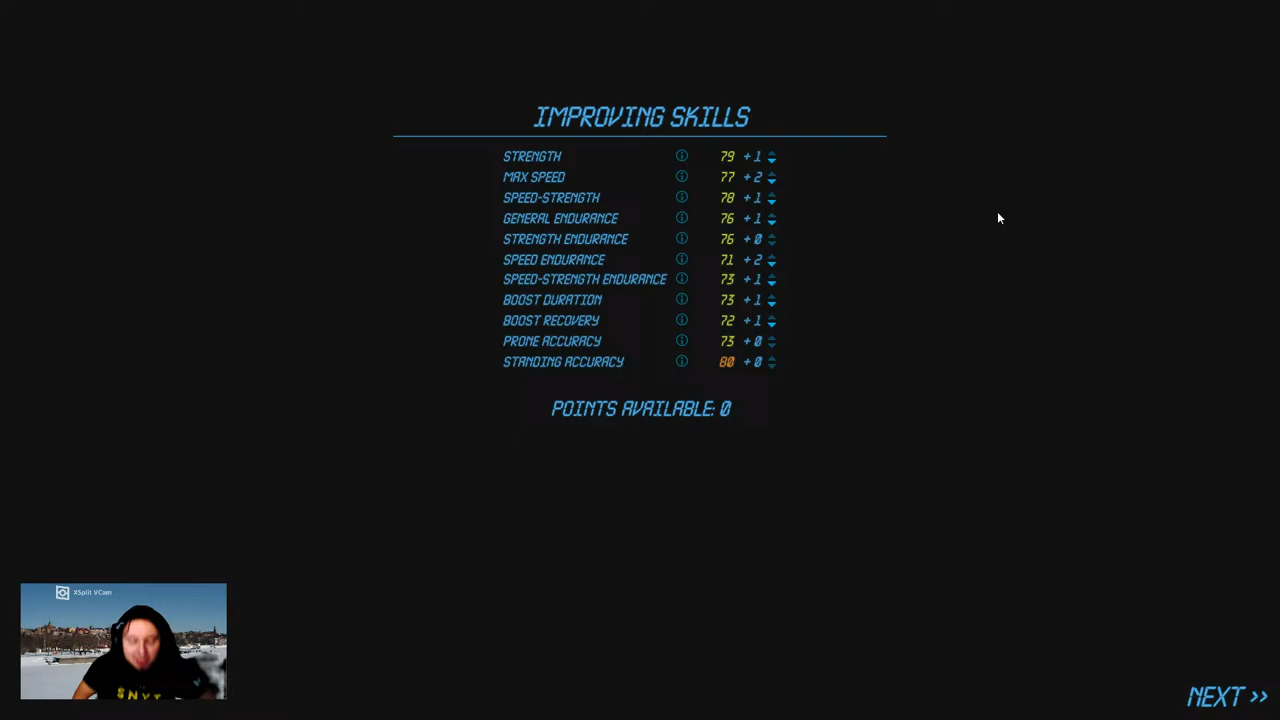 IMPROVING SKILLS
STRENGTH 79 +1
MAX SPEED 77 +2
SPEED-STRENGTH 78 +1
GENERAL ENDURANCE 76 +1
STRENGTH ENDURANCE 76 +0
SPEED ENDURANCE 71 +2
SPEED-STRENGTH ENDURANCE 73 +1
BOOST DURATION 73 +1
BOOST RECOVERY 72 +1
PRONE ACCURACY 73 +0
STANDING ACCURACY 80 +0
POINTS AVAILABLE: 0
XSplit VCam
NEXT >>